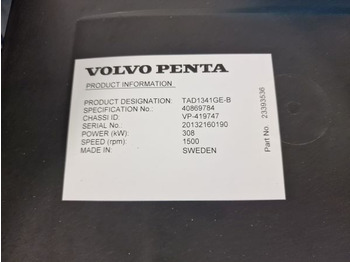 VOLVO PENTA
PRODUCT INFORMATION
PRODUCT DESIGNATION: TAD1341GE-B
SPECIFICATION No.: 40869784
CHASSI ID: VP-419747
SERIAL No.: 20132160190
POWER (kW): 308
SPEED (rpm): 1500
MADE IN: SWEDEN
Part No 23393536